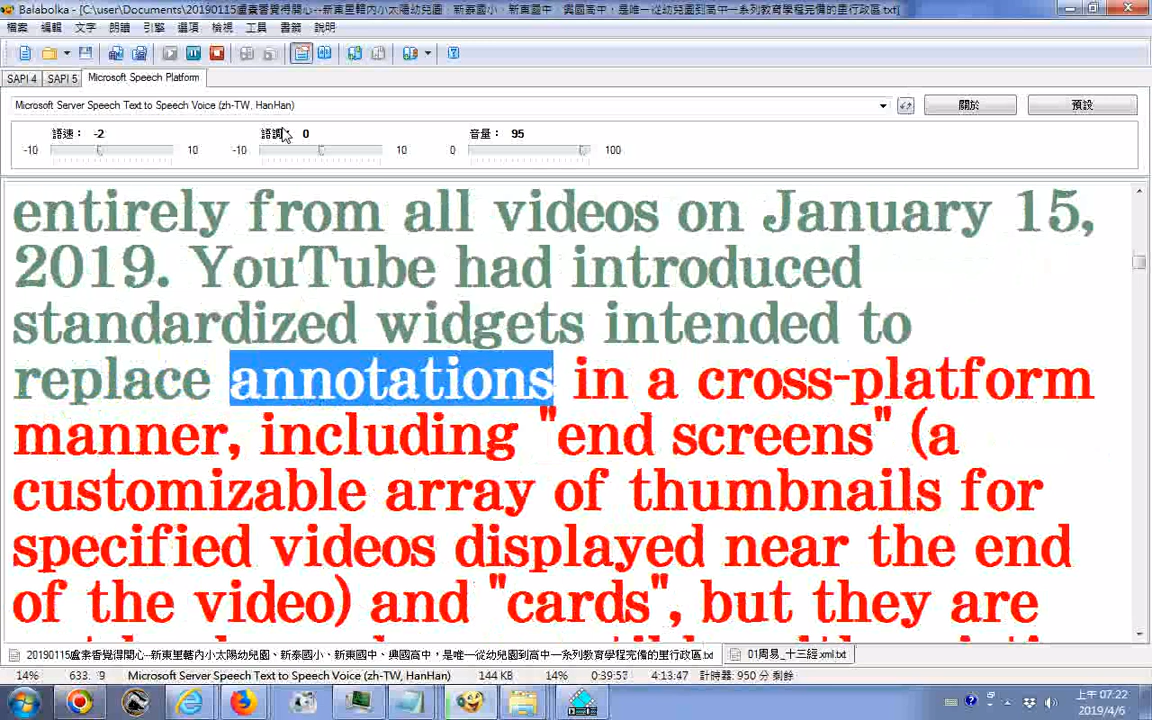 Balabolka - [C:\user\Documents\20190115盧素香覺得開心--新東里轄內小太陽幼兒園、新泰國小、新東國中、興國高中，是唯一從幼兒園到高中一系列教育學程完備的里行政區.txt]
檔案 編輯 文字 朗讀 引擎 選項 檢視 工具 書籤 說明
SAPI 4 SAPI 5 Microsoft Speech Platform
Microsoft Server Speech Text to Speech Voice (zh-TW, HanHan) 關於 預設
語速： -2 語調： 0 音量： 95
-10 10 -10 10 0 100
entirely from all videos on January 15,
2019. YouTube had introduced
standardized widgets intended to
replace annotations in a cross-platform
manner, including "end screens" (a
customizable array of thumbnails for
specified videos displayed near the end
of the video) and "cards", but they are
20190115盧素香覺得開心--新東里轄內小太陽幼兒園、新泰國小、新東國中、興國高中，是唯一從幼兒園到高中一系列教育學程完備的里行政區.txt 01周易_十三經.xml.txt
14% Microsoft Server Speech Text to Speech Voice (zh-TW, HanHan) 144 KB 14% 0:39:53 4:13:47 計時器: 950 分 剩餘
上午 07:22
2019/4/6